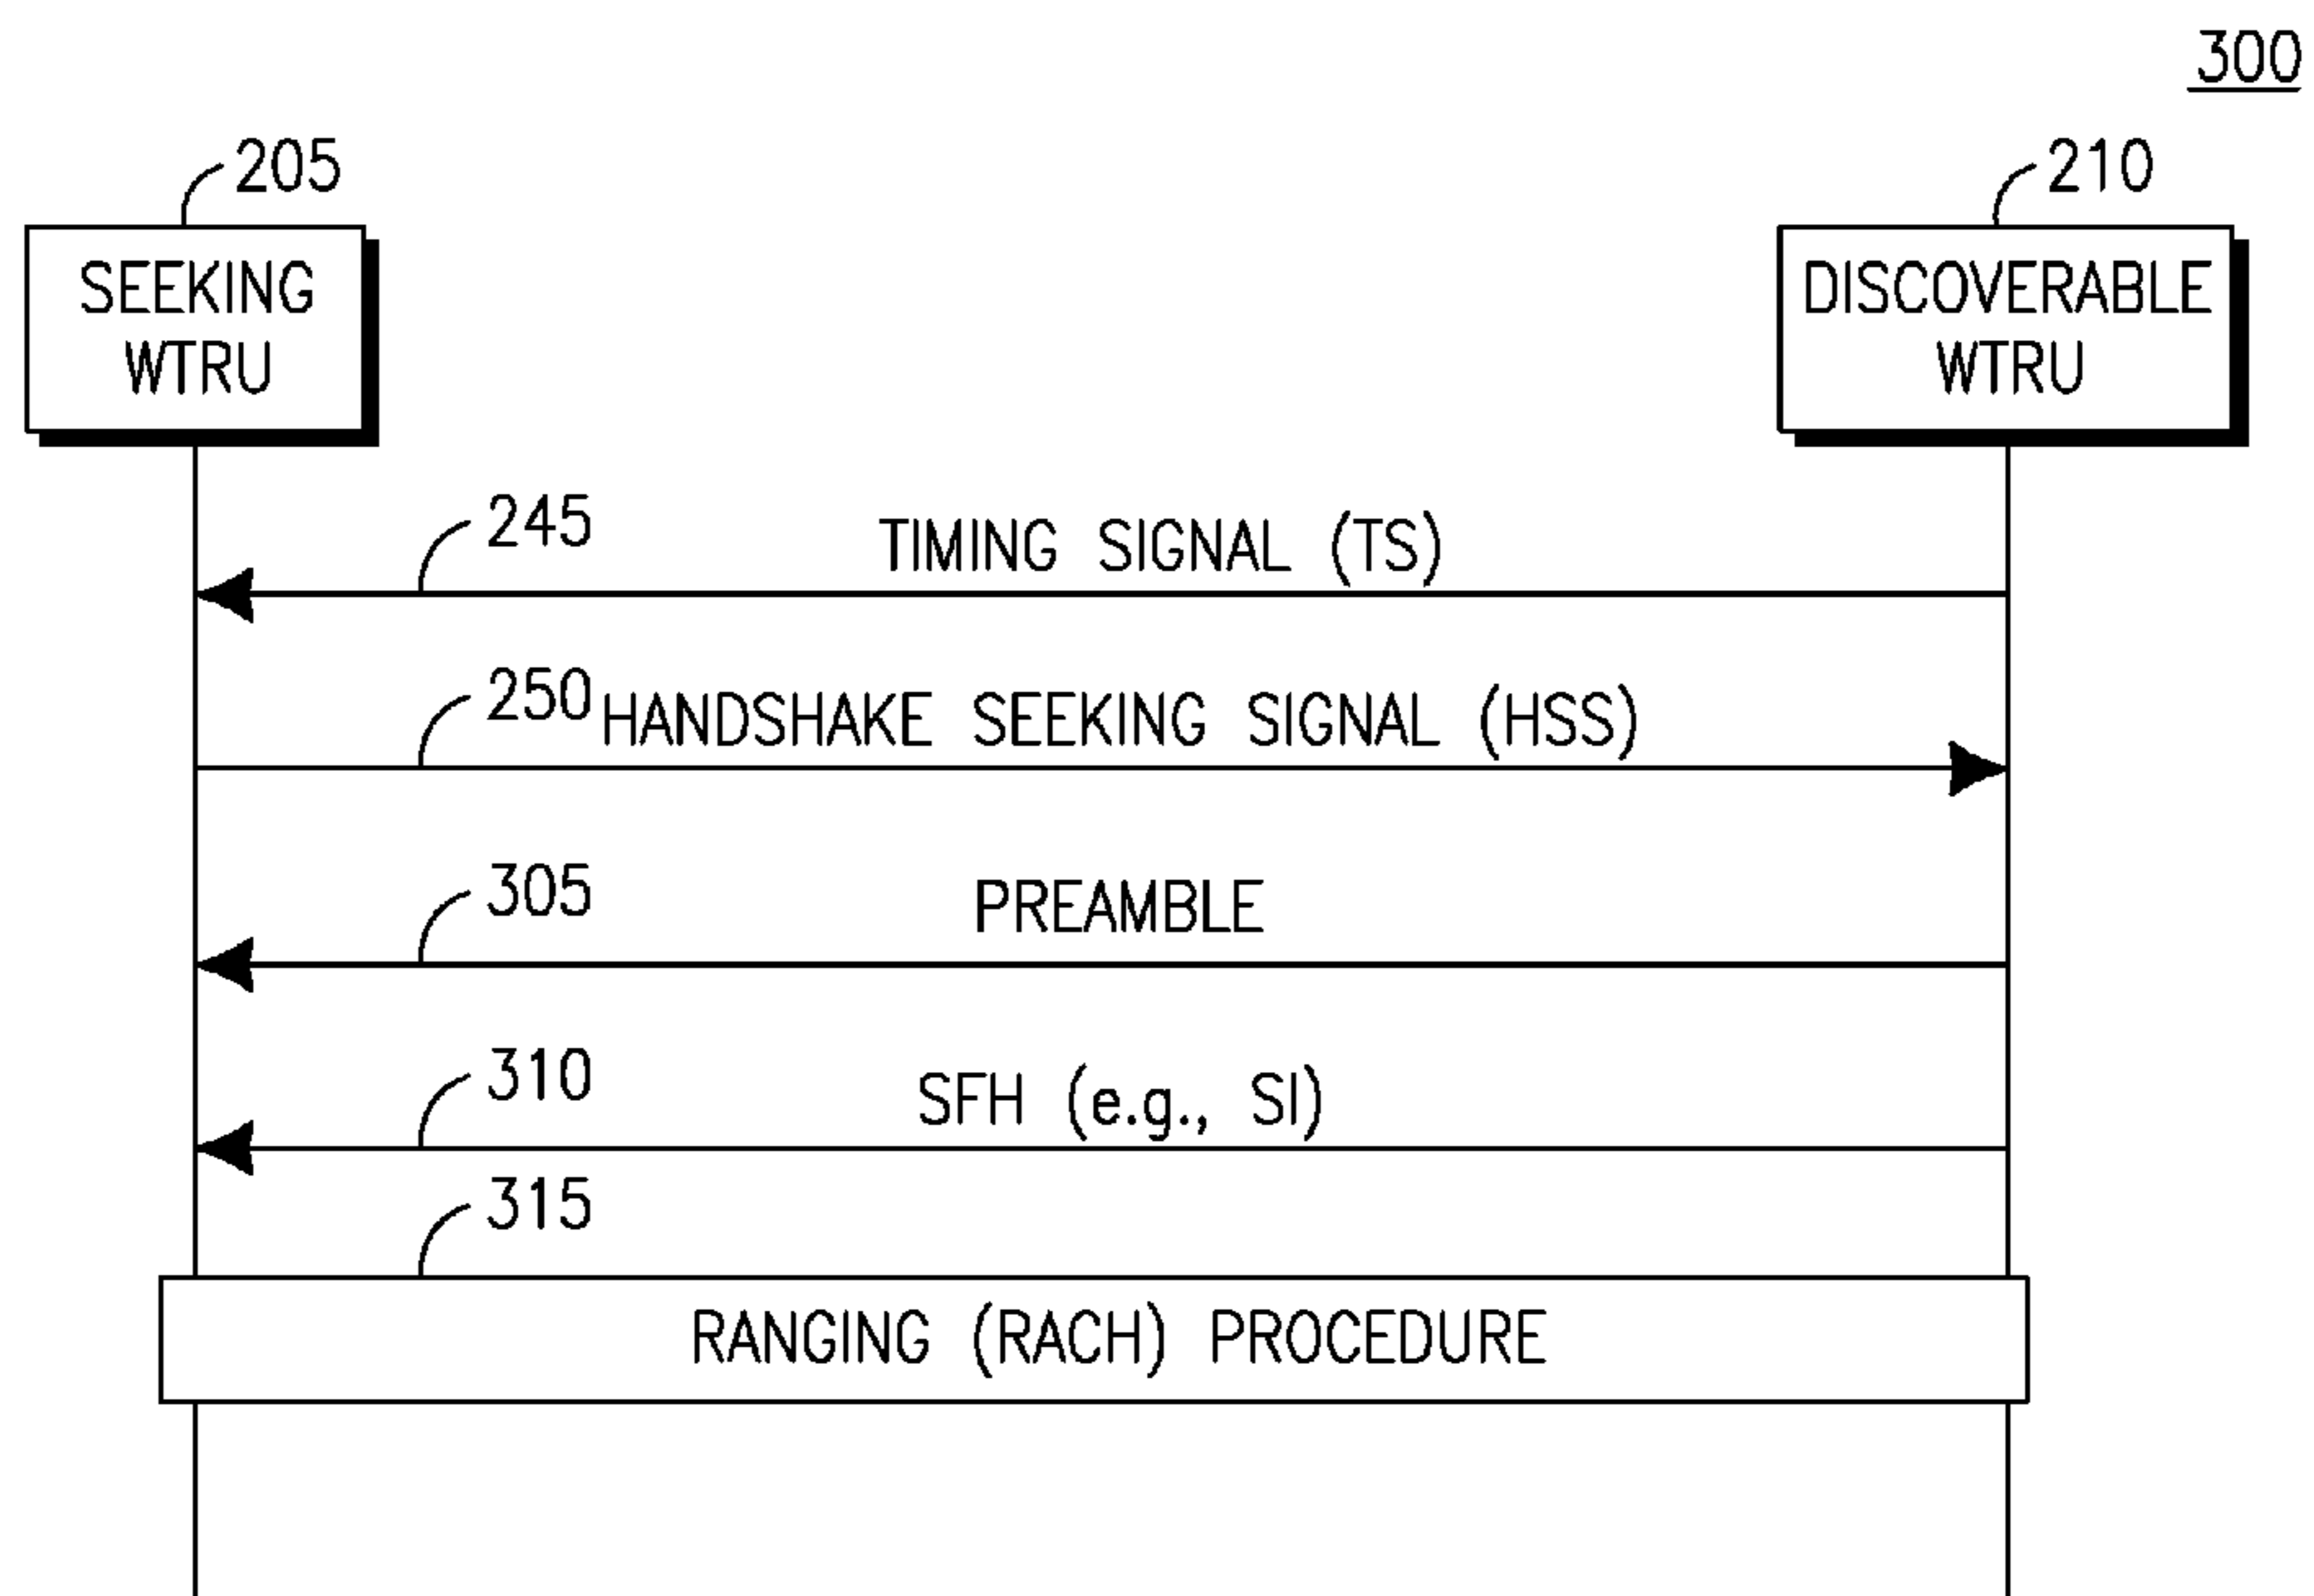 300
205
210
SEEKING
WTRU
DISCOVERABLE
WTRU
245
TIMING SIGNAL (TS)
250
HANDSHAKE SEEKING SIGNAL (HSS)
305
PREAMBLE
310
SFH (e.g., SI)
315
RANGING (RACH) PROCEDURE